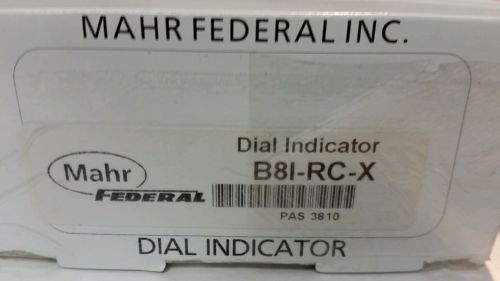 MAHR FEDERAL INC.
Dial Indicator
B8I-RC-X
Mahr
FEDERAL
PAS 3810
DIAL INDICATOR